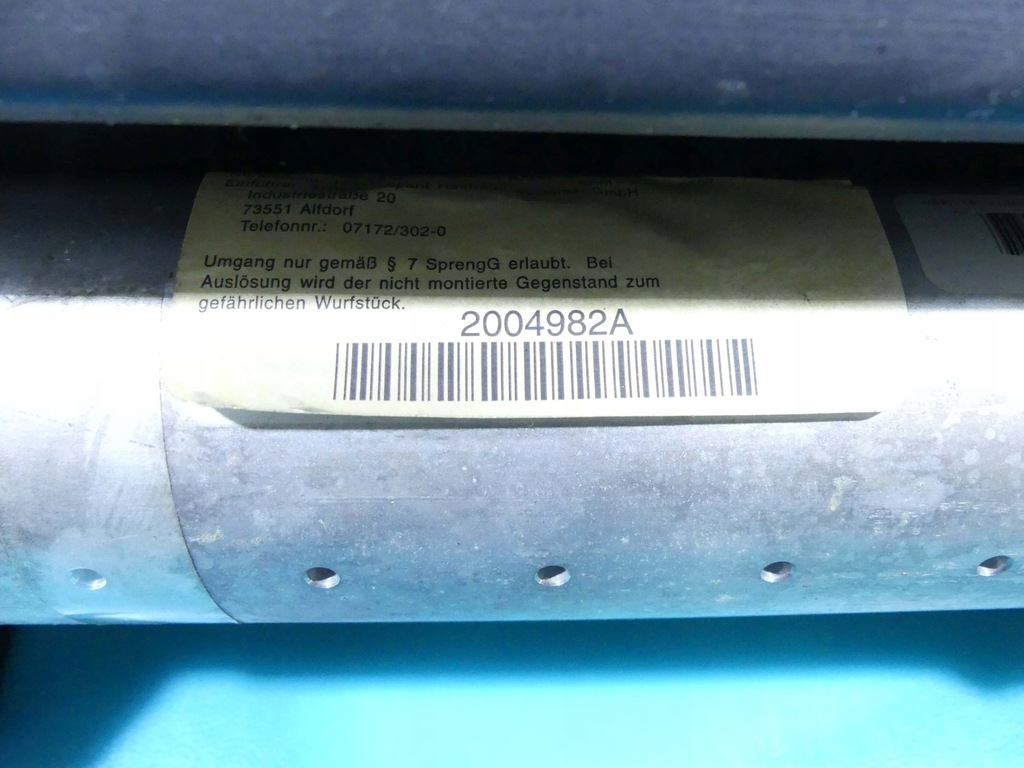 GmbH
Industriestraße 20
73551 Alfdorf
Telefonnr.: 07172/302-0
Umgang nur gemäß § 7 SprengG erlaubt. Bei
Auslösung wird der nicht montierte Gegenstand zum
gefährlichen Wurfstück.
2004982A